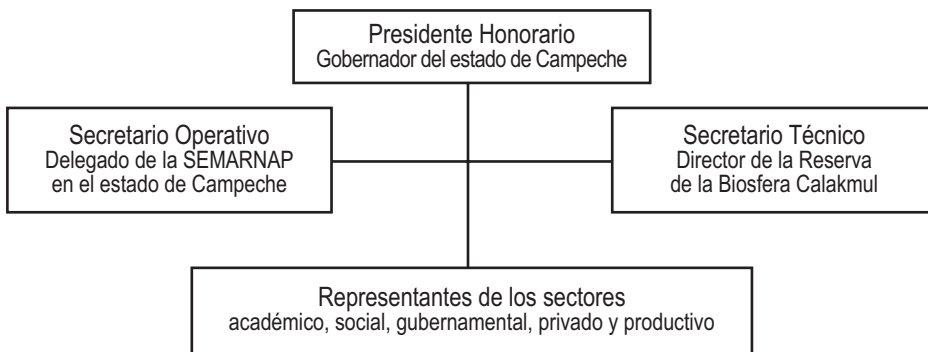 Presidente Honorario
Gobernador del estado de Campeche
Secretario Operativo
Delegado de la SEMARNAP
en el estado de Campeche
Secretario Técnico
Director de la Reserva
de la Biosfera Calakmul
Representantes de los sectores
académico, social, gubernamental, privado y productivo